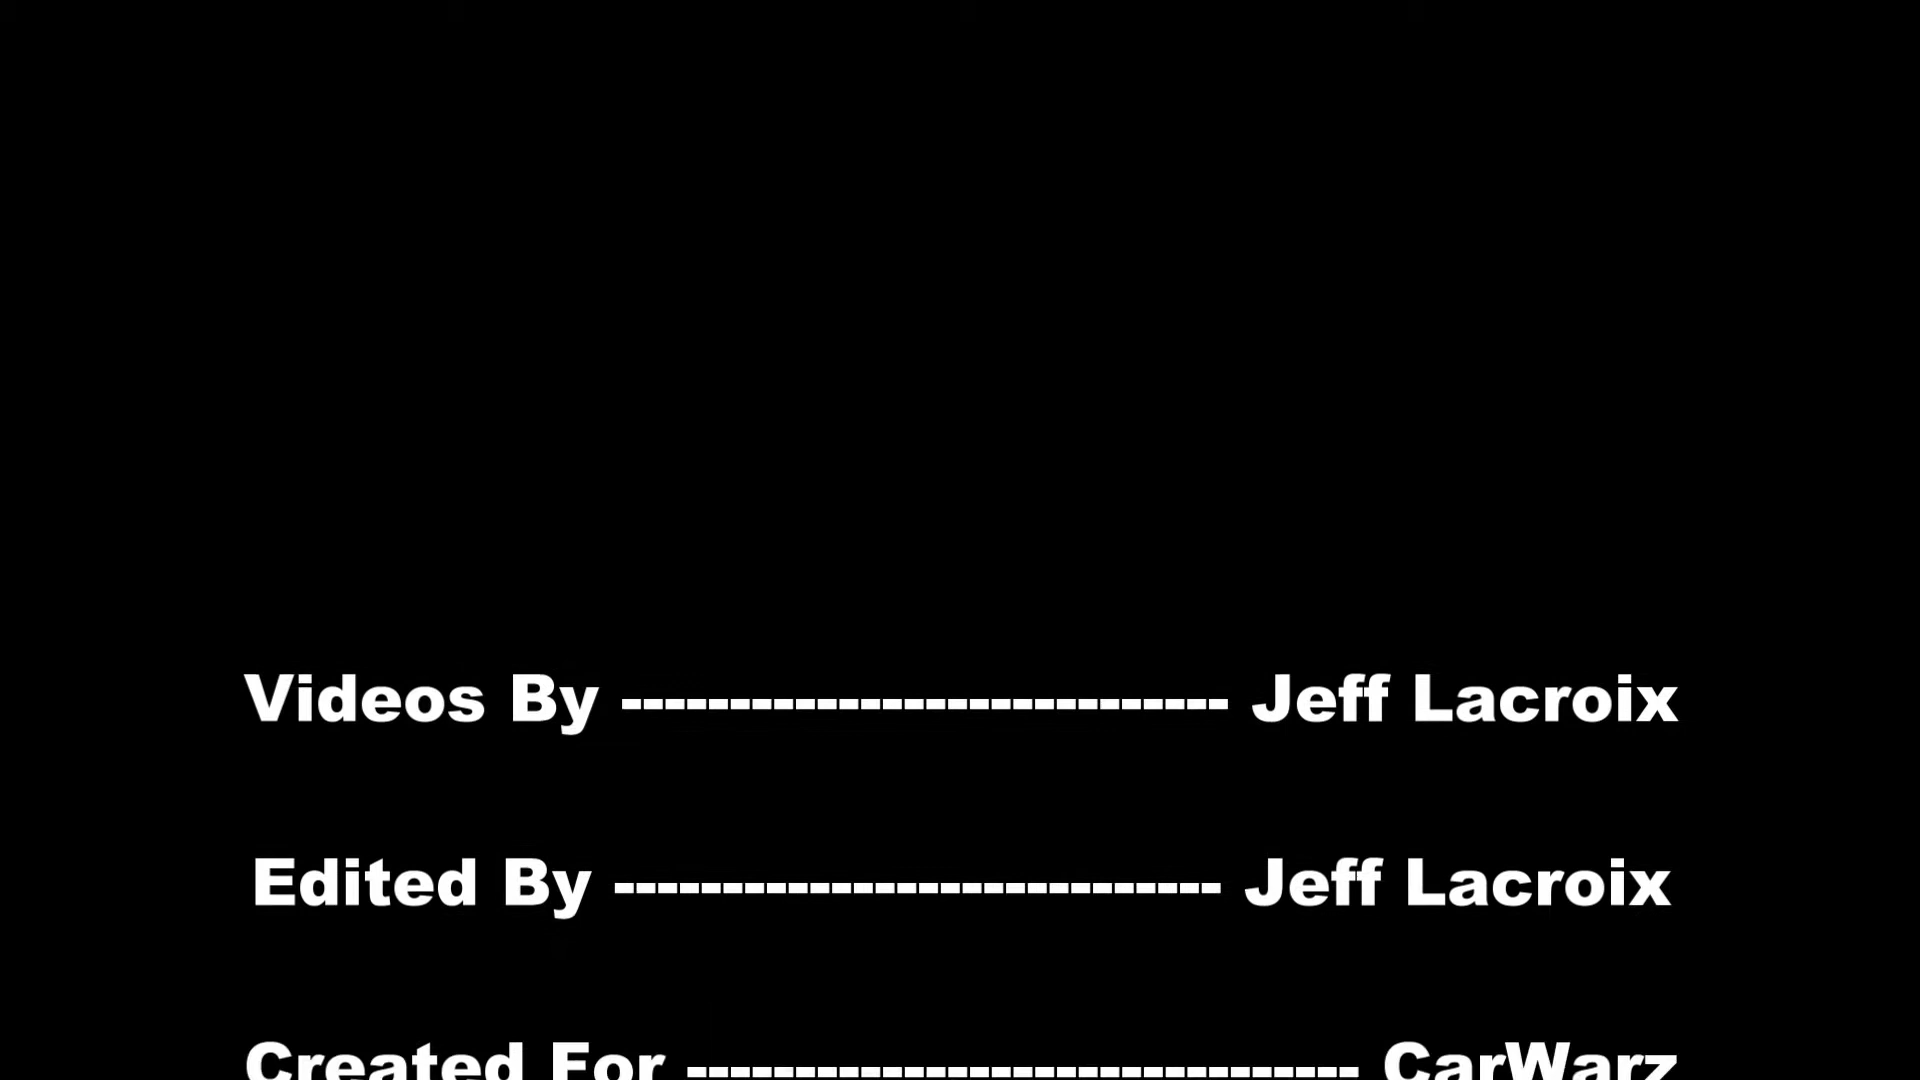 Videos By ---------------------------- Jeff Lacroix
Edited By ---------------------------- Jeff Lacroix
Created For ------------------------------- CarWarz